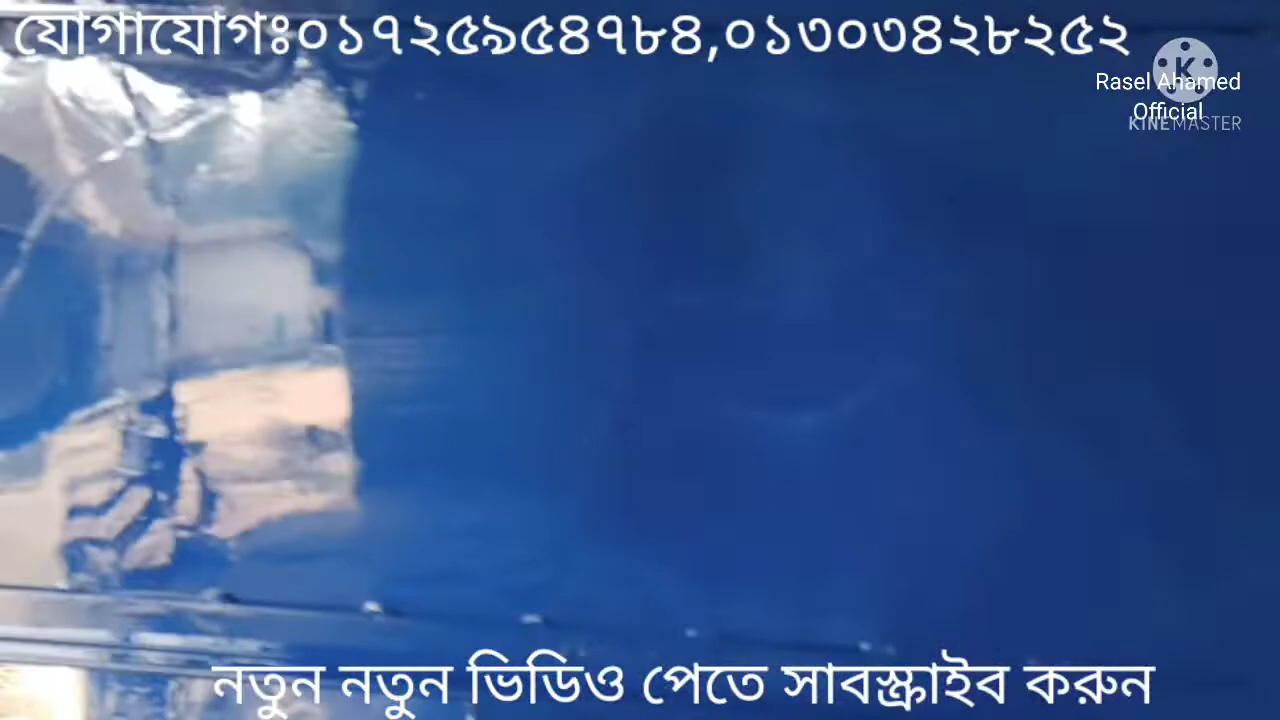 যোগাযোগঃ০১৭২৫৯৫৪৭৮৪,০১৩০৩৪২৮২৫২
K
Rasel Ahamed
Official
KINEMASTER
নতুন নতুন ভিডিও পেতে সাবস্ক্রাইব করুন